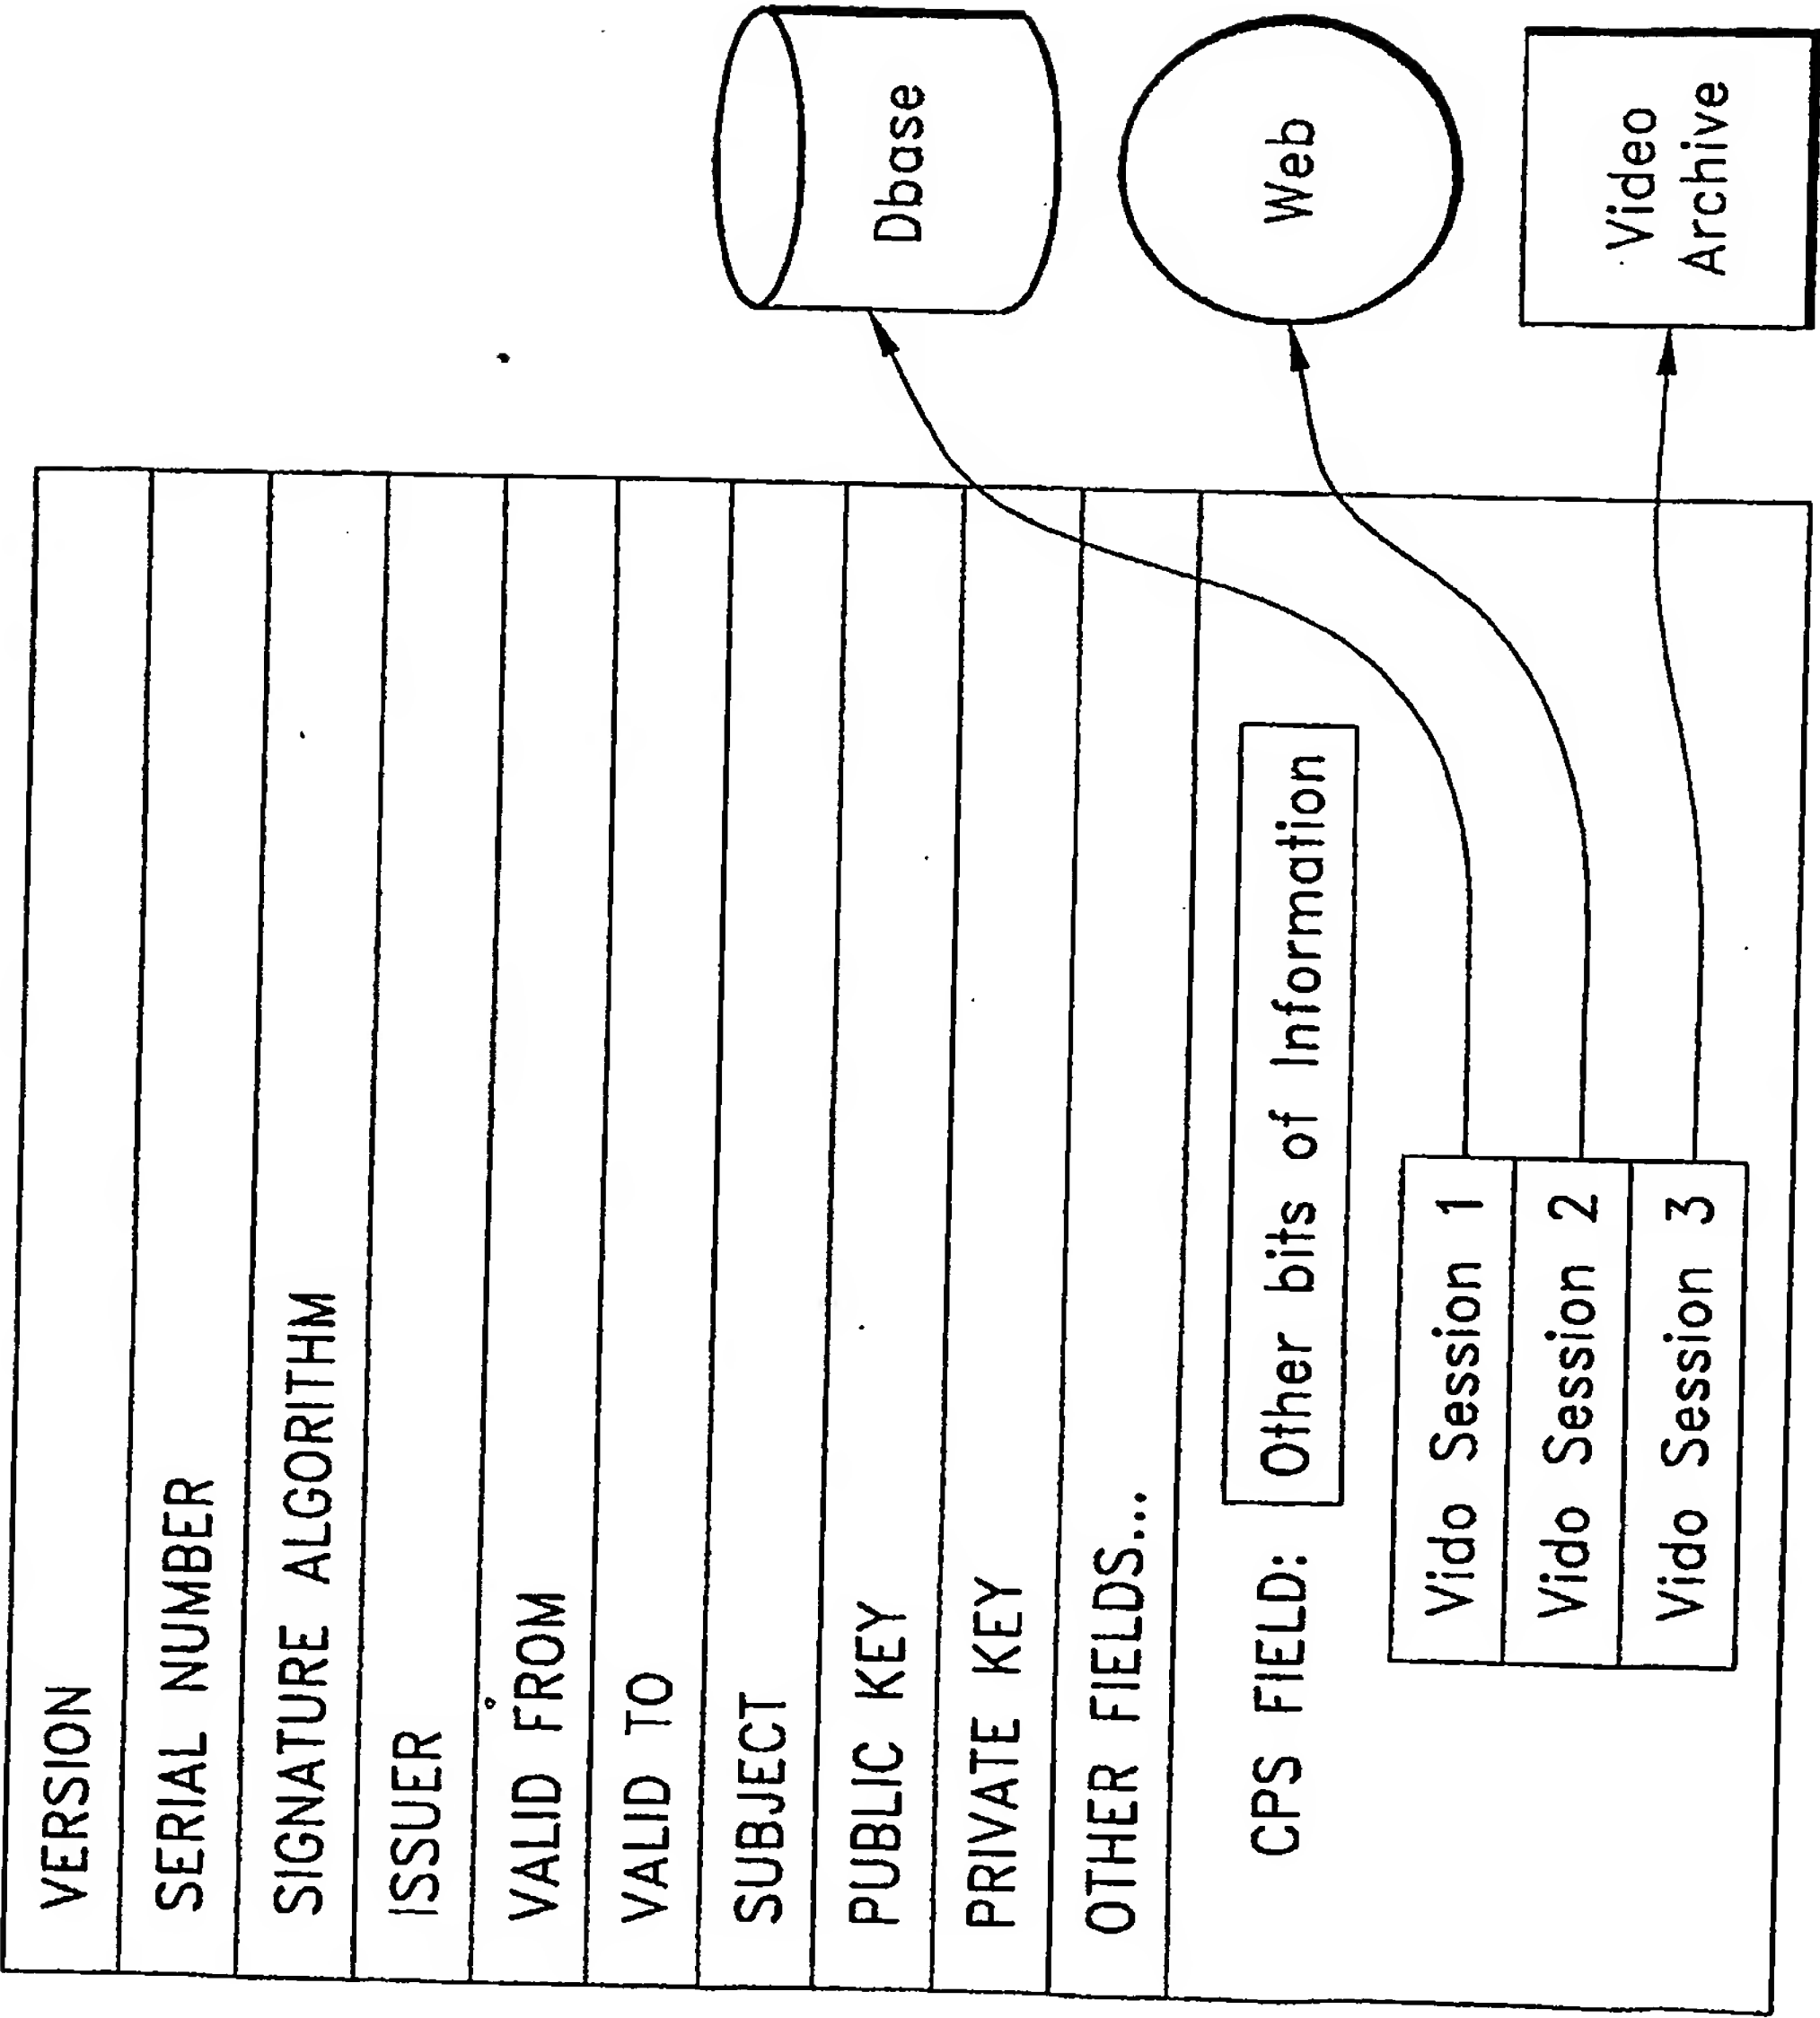 VERSION
SERIAL NUMBER
SIGNATURE ALGORITHM
ISSUER
VALID FROM
VALID TO
SUBJECT
PUBLIC KEY
PRIVATE KEY
OTHER FIELDS...
CPS FIELD: Other bits of Information
Vido Session 1
Vido Session 2
Vido Session 3
Dbase
Web
Video
Archive